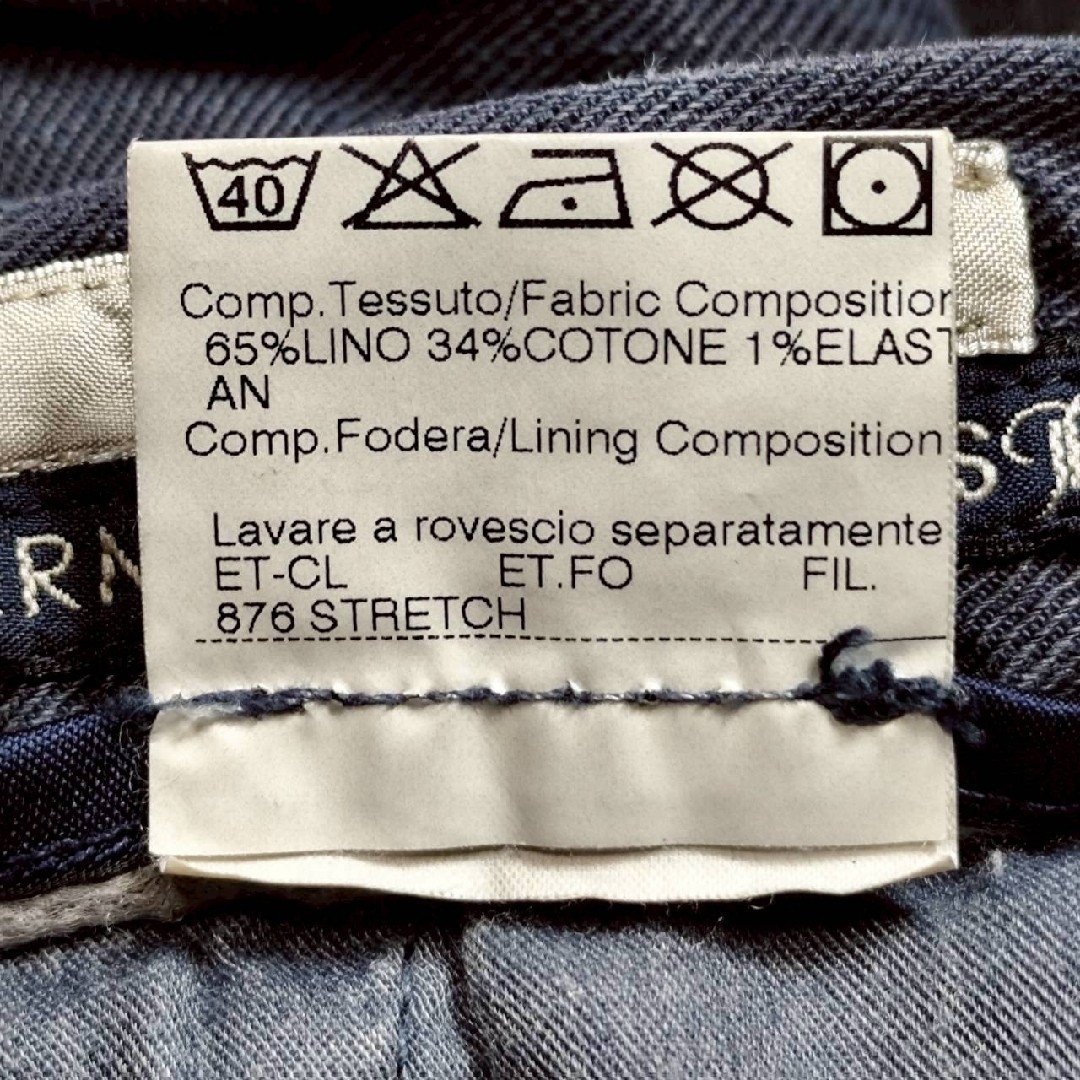 40
Comp.Tessuto/Fabric Composition
65%LINO 34%COTONE 1%ELAST
AN
Comp.Fodera/Lining Composition
Lavare a rovescio separatamente
ET-CL ET.FO FIL.
876 STRETCH